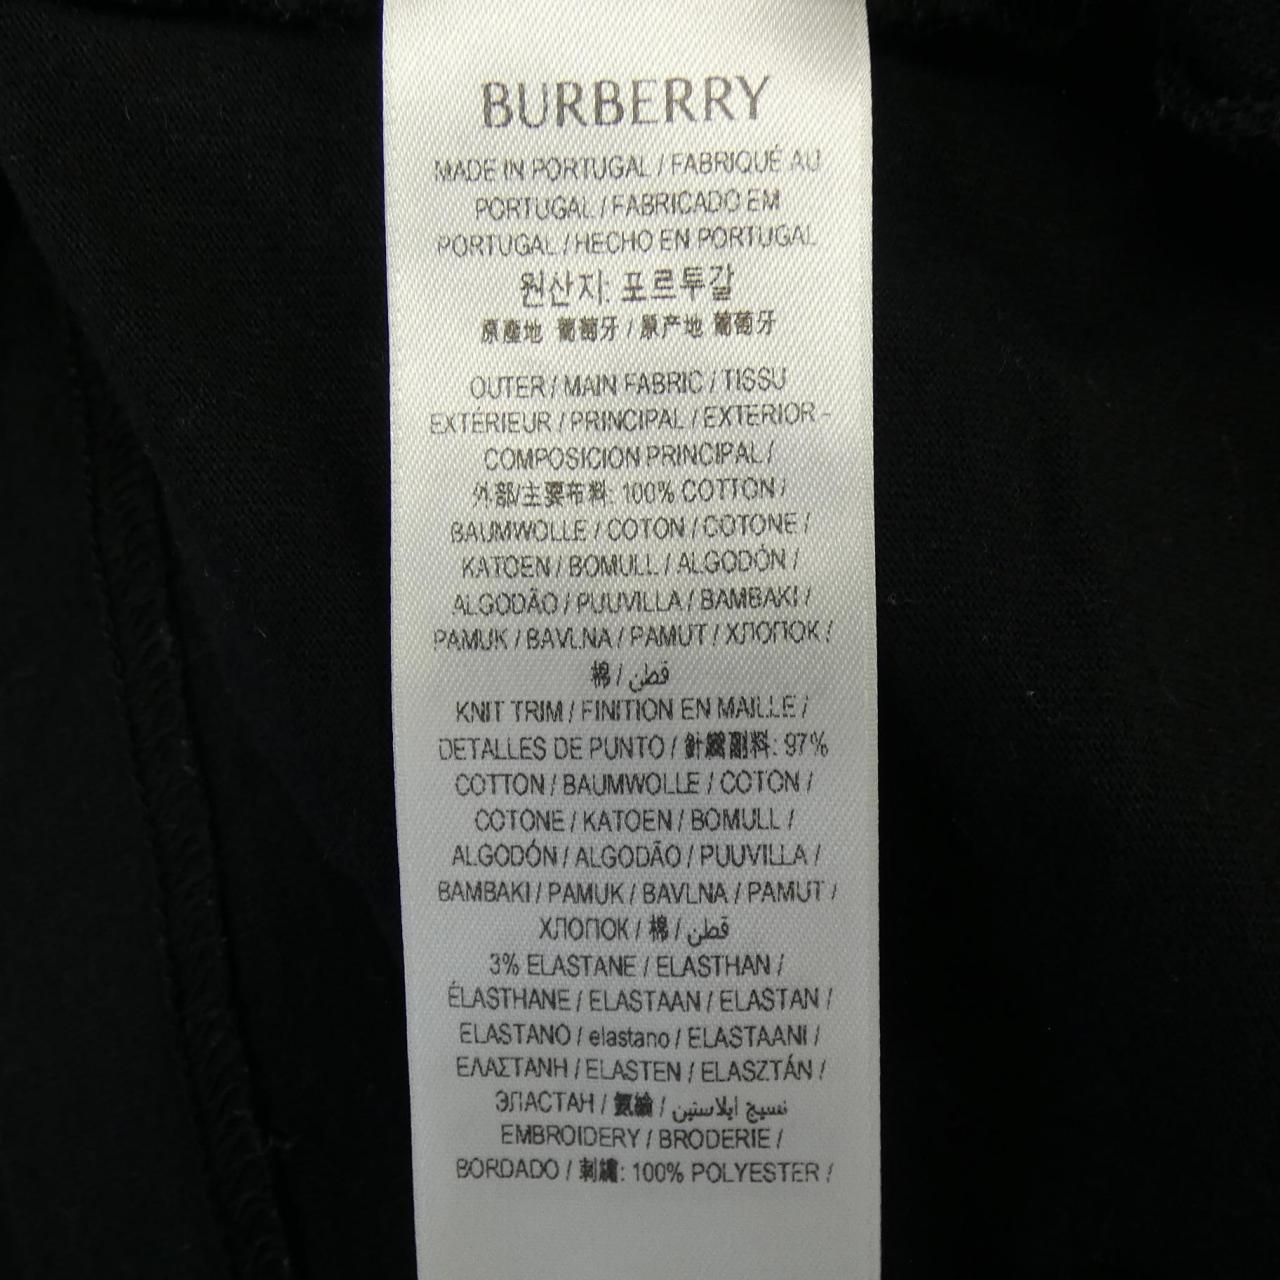 BURBERRY
MADE IN PORTUGAL / FABRIQUÉ AU
PORTUGAL / FABRICADO EM
PORTUGAL / HECHO EN PORTUGAL
원산지: 포르투갈
原產地 葡萄牙 / 原产地 葡萄牙
OUTER / MAIN FABRIC / TISSU
EXTÉRIEUR / PRINCIPAL / EXTERIOR -
COMPOSICION PRINCIPAL /
外部/主要布料: 100% COTTON /
BAUMWOLLE / COTON / COTONE /
KATOEN / BOMULL / ALGODÓN /
ALGODÃO / PUUVILLA / BAMBAKI /
PAMUK / BAVLNA / PAMUT / ХЛОПОК /
棉 / قطن
KNIT TRIM / FINITION EN MAILLE /
DETALLES DE PUNTO / 針織副料: 97%
COTTON / BAUMWOLLE / COTON /
COTONE / KATOEN / BOMULL /
ALGODÓN / ALGODÃO / PUUVILLA /
BAMBAKI / PAMUK / BAVLNA / PAMUT /
ХЛОПОК / 棉 / قطن
3% ELASTANE / ELASTHAN /
ÉLASTHANE / ELASTAAN / ELASTAN /
ELASTANO / elastano / ELASTAANI /
ΕΛΑΣΤΑΝΗ / ELASTEN / ELASZTÁN /
ЭЛАСТАН / 氨綸 / نسيج ايلاستين
EMBROIDERY / BRODERIE /
BORDADO / 刺繡: 100% POLYESTER /